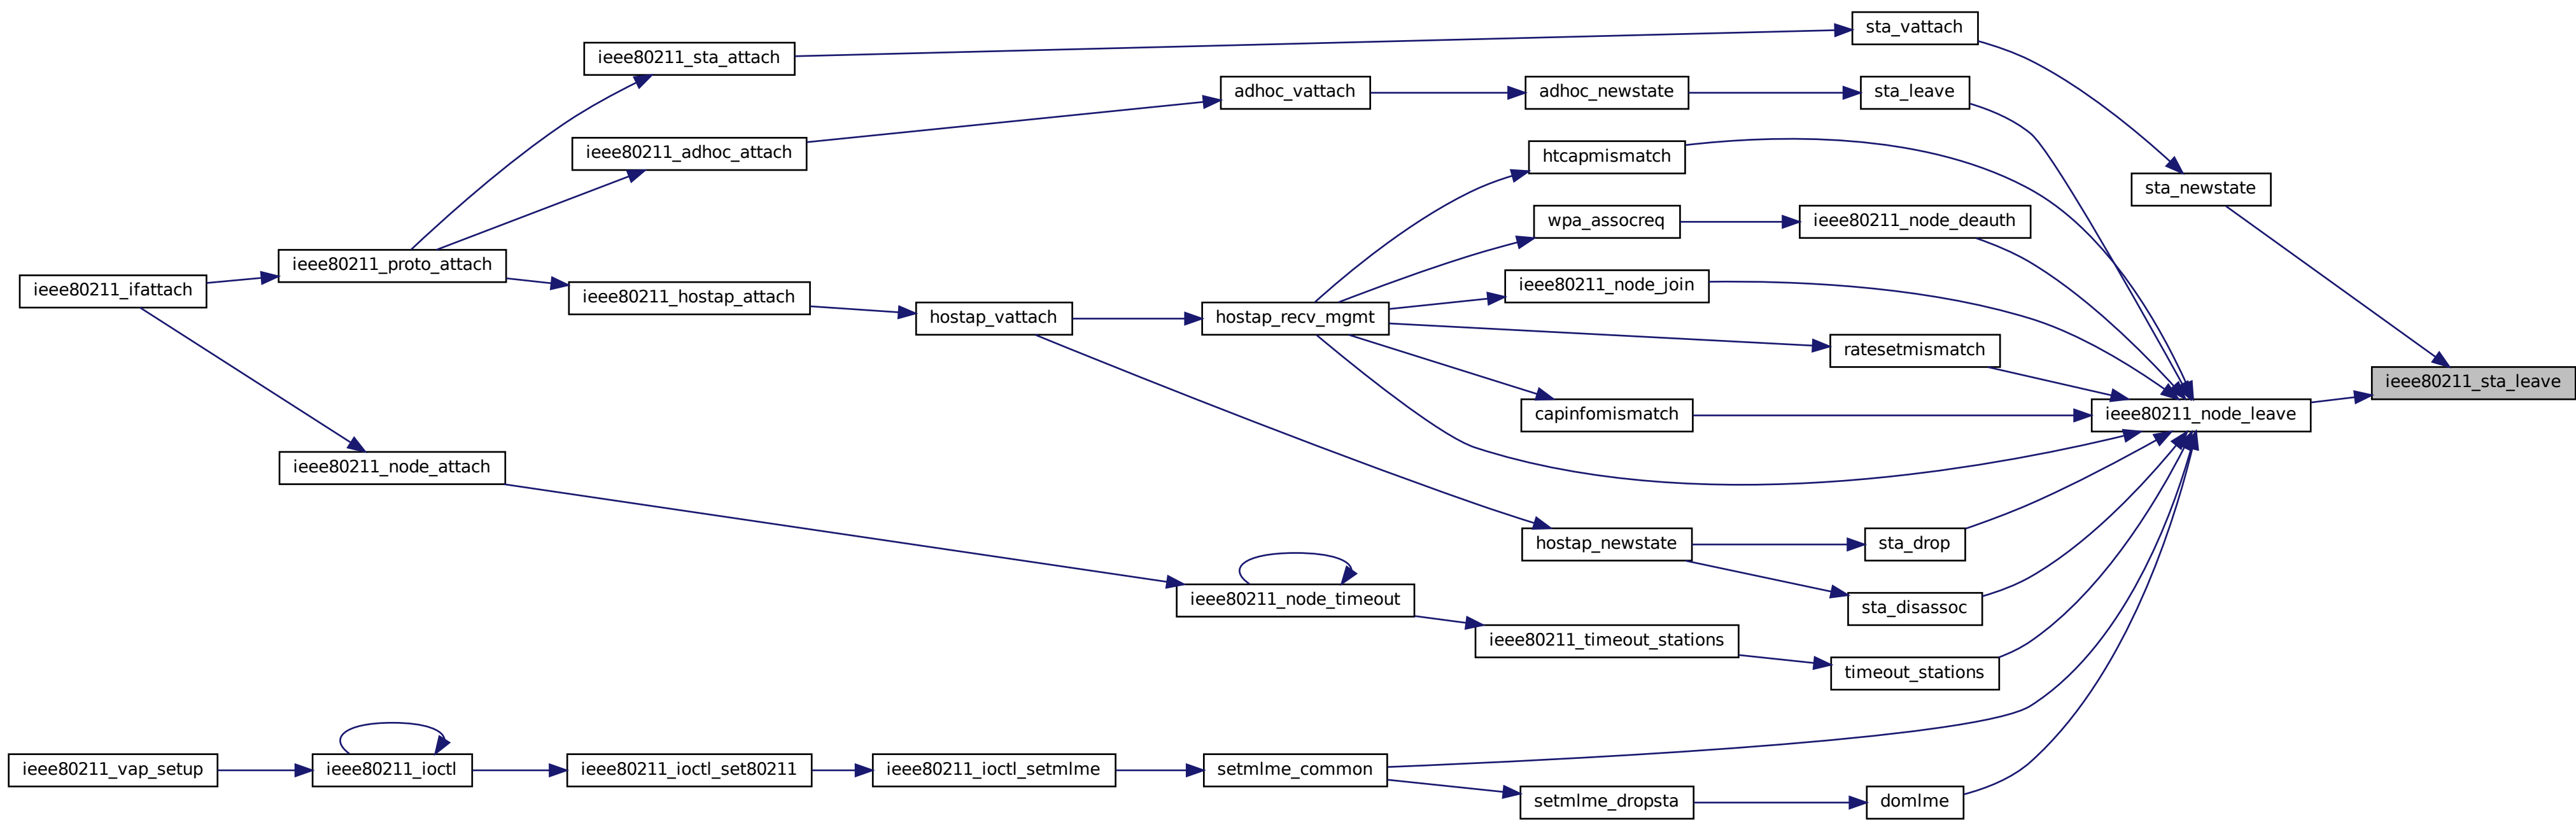 sta_vattach
ieee80211_sta_attach
adhoc_vattach
adhoc_newstate
sta_leave
ieee80211_adhoc_attach
htcapmismatch
sta_newstate
wpa_assocreq
ieee80211_node_deauth
ieee80211_proto_attach
ieee80211_ifattach
ieee80211_hostap_attach
ieee80211_node_join
hostap_vattach
hostap_recv_mgmt
ratesetmismatch
ieee80211_sta_leave
capinfomismatch
ieee80211_node_leave
ieee80211_node_attach
hostap_newstate
sta_drop
ieee80211_node_timeout
sta_disassoc
ieee80211_timeout_stations
timeout_stations
ieee80211_vap_setup
ieee80211_ioctl
ieee80211_ioctl_set80211
ieee80211_ioctl_setmlme
setmlme_common
setmlme_dropsta
domlme